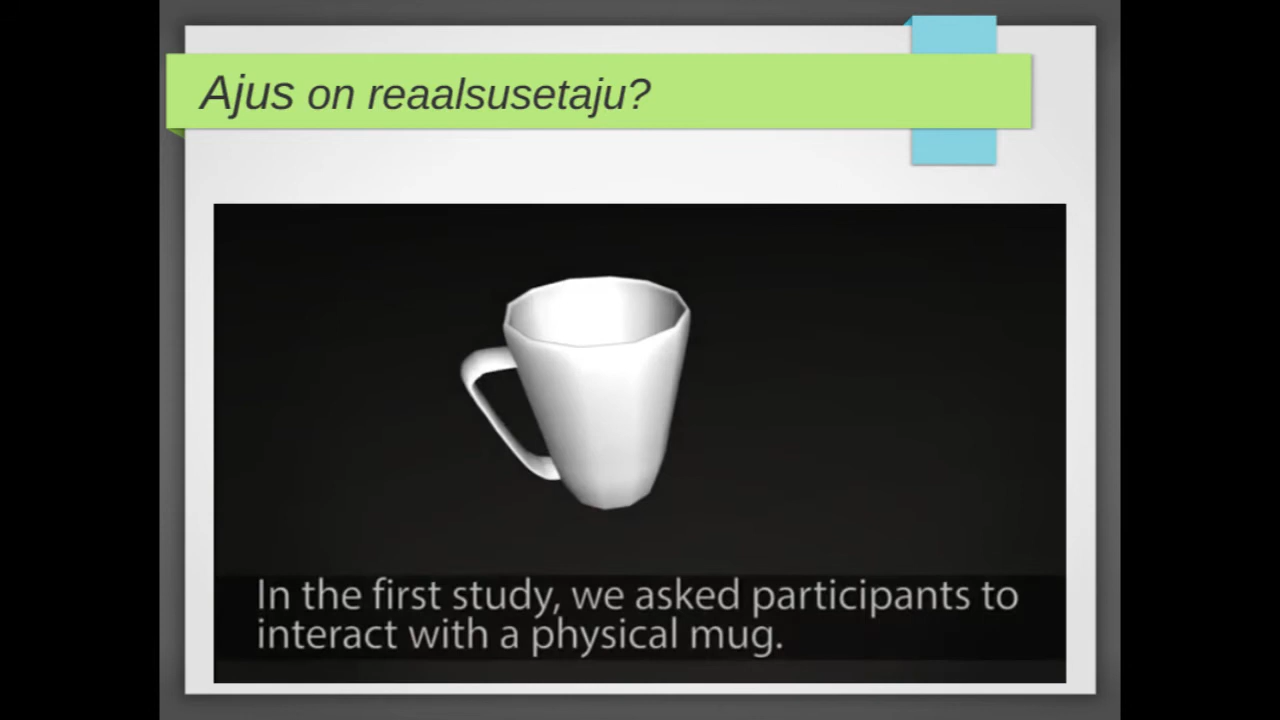 Ajus on reaalsusetaju?
In the first study, we asked participants to
interact with a physical mug.